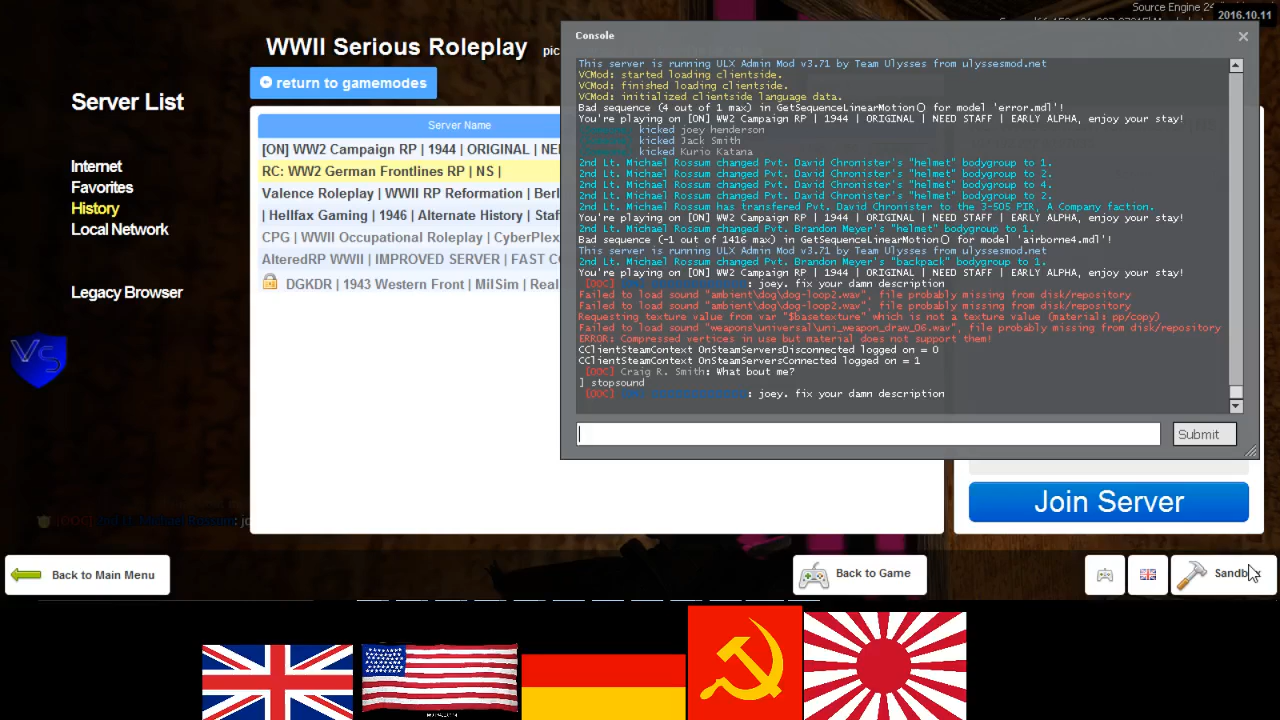 Source Engine 24
2016.10.11
WWII Serious Roleplay
return to gamemodes
Server List
Internet
Favorites
History
Local Network
Legacy Browser
VS
Server Name
[ON] WW2 Campaign RP | 1944 | ORIGINAL | NE
RC: WW2 German Frontlines RP | NS |
Valence Roleplay | WWII RP Reformation | Berl
| Hellfax Gaming | 1946 | Alternate History | Staf
CPG | WWII Occupational Roleplay | CyberPlex
AlteredRP WWII | IMPROVED SERVER | FAST CO
DGKDR | 1943 Western Front | MilSim | Real
Console
This server is running ULX Admin Mod v3.71 by Team Ulysses from ulyssesmod.net
VCMod: started loading clientside.
VCMod: finished loading clientside.
VCMod: initialized clientside language data.
Bad sequence (4 out of 1 max) in GetSequenceLinearMotion() for model 'error.mdl'!
You're playing on [ON] WW2 Campaign RP | 1944 | ORIGINAL | NEED STAFF | EARLY ALPHA, enjoy your stay!
kicked joey henderson
kicked Jack Smith
kicked Kurio Katana
2nd Lt. Michael Rossum changed Pvt. David Chronister's "helmet" bodygroup to 1.
2nd Lt. Michael Rossum changed Pvt. David Chronister's "helmet" bodygroup to 2.
2nd Lt. Michael Rossum changed Pvt. David Chronister's "helmet" bodygroup to 4.
2nd Lt. Michael Rossum changed Pvt. David Chronister's "helmet" bodygroup to 2.
2nd Lt. Michael Rossum has transfered Pvt. David Chronister to the 3-505 PIR, A Company faction.
You're playing on [ON] WW2 Campaign RP | 1944 | ORIGINAL | NEED STAFF | EARLY ALPHA, enjoy your stay!
2nd Lt. Michael Rossum changed Pvt. Brandon Meyer's "helmet" bodygroup to 1.
Bad sequence (-1 out of 1416 max) in GetSequenceLinearMotion() for model 'airborne4.mdl'!
This server is running ULX Admin Mod v3.71 by Team Ulysses from ulyssesmod.net
2nd Lt. Michael Rossum changed Pvt. Brandon Meyer's "backpack" bodygroup to 1.
You're playing on [ON] WW2 Campaign RP | 1944 | ORIGINAL | NEED STAFF | EARLY ALPHA, enjoy your stay!
[OOC] : joey. fix your damn description
Failed to load sound "ambient\dog\dog-loop2.wav", file probably missing from disk/repository
Failed to load sound "ambient\dog\dog-loop2.wav", file probably missing from disk/repository
Requesting texture value from var "$basetexture" which is not a texture value (material: pp/copy)
Failed to load sound "weapons\universal\uni_weapon_draw_06.wav", file probably missing from disk/repository
ERROR: Compressed vertices in use but material does not support them!
CClientSteamContext OnSteamServersDisconnected logged on = 0
CClientSteamContext OnSteamServersConnected logged on = 1
[OOC] Craig R. Smith: What bout me?
] stopsound
[OOC] : joey. fix your damn description
Submit
Join Server
[OOC] 2nd Lt. Michael Rossum: jo
Back to Main Menu
Back to Game
Sandb